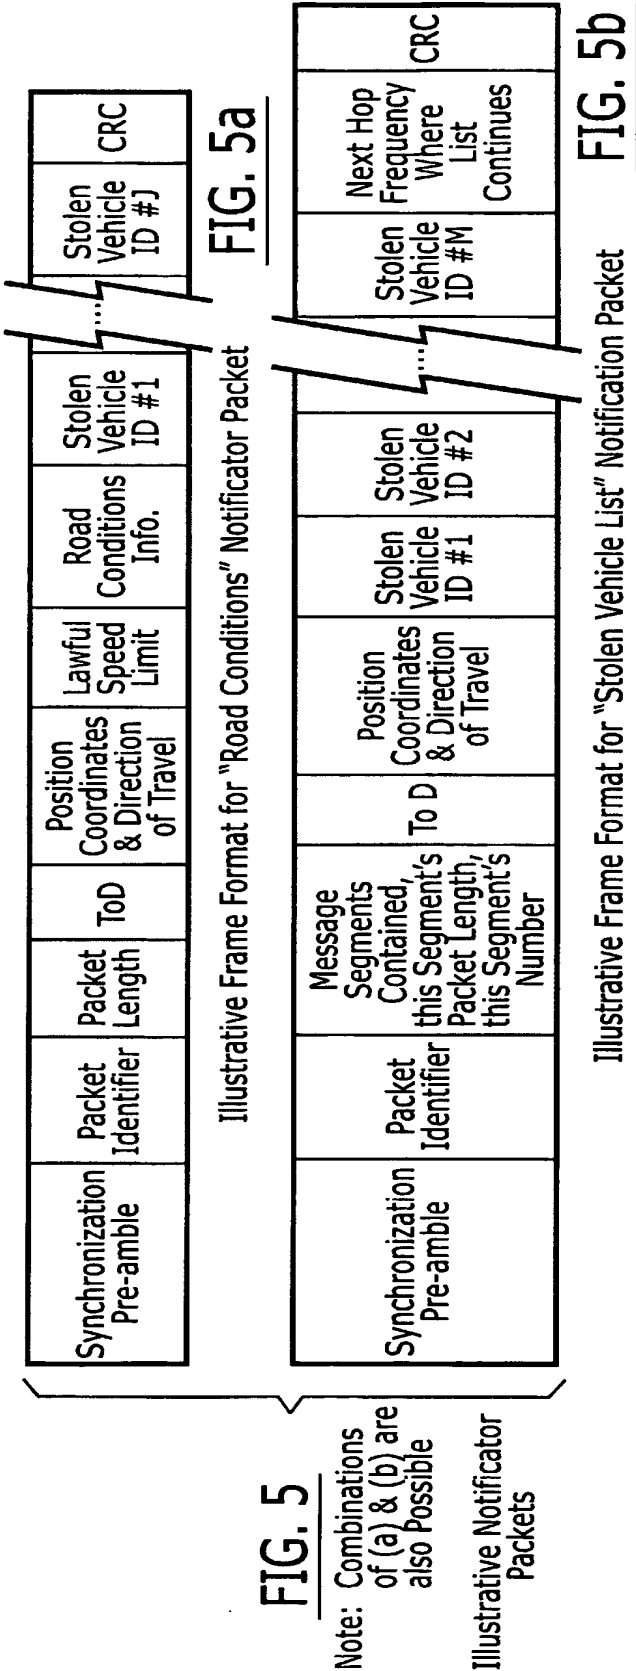 FIG. 5
Note: Combinations
of (a) & (b) are
also Possible
Illustrative Notificator
Packets
Synchronization
Pre-amble
Packet
Identifier
Packet
Length
ToD
Position
Coordinates
& Direction
of Travel
Lawful
Speed
Limit
Road
Conditions
Info.
Stolen
Vehicle
ID #1
....
Stolen
Vehicle
ID #J
CRC
Illustrative Frame Format for "Road Conditions" Notificator Packet
FIG. 5a
Synchronization
Pre-amble
Packet
Identifier
Message
Segments
Contained,
this Segment's
Packet Length,
this Segment's
Number
To D
Position
Coordinates
& Direction
of Travel
Stolen
Vehicle
ID #1
Stolen
Vehicle
ID #2
....
Stolen
Vehicle
ID #M
Next Hop
Frequency
Where
List
Continues
CRC
Illustrative Frame Format for "Stolen Vehicle List" Notification Packet
FIG. 5b